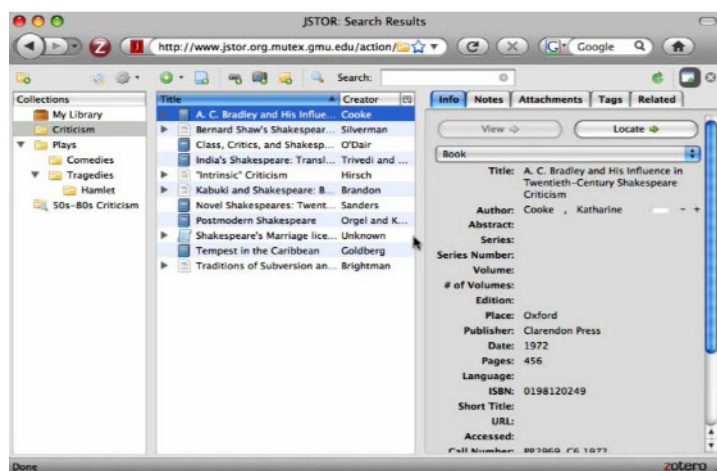 JSTOR: Search Results
http://www.jstor.org.mutex.gmu.edu/action/
Google
Search:
Collections
My Library
Criticism
Plays
Comedies
Tragedies
Hamlet
50s-80s Criticism
Title Creator
A. C. Bradley and His Influe... Cooke
Bernard Shaw's Shakespear... Silverman
Class, Critics, and Shakesp... O'Dair
India's Shakespeare: Transl... Trivedi and ...
"Intrinsic" Criticism Hirsch
Kabuki and Shakespeare: B... Brandon
Novel Shakespeares: Twent... Sanders
Postmodern Shakespeare Orgel and K...
Shakespeare's Marriage lice... Unknown
Tempest in the Caribbean Goldberg
Traditions of Subversion an... Brightman
Info Notes Attachments Tags Related
View Locate
Book
Title: A. C. Bradley and His Influence in
Twentieth-Century Shakespeare
Criticism
Author: Cooke , Katharine - +
Abstract:
Series:
Series Number:
Volume:
# of Volumes:
Edition:
Place: Oxford
Publisher: Clarendon Press
Date: 1972
Pages: 456
Language:
ISBN: 0198120249
Short Title:
URL:
Accessed:
Call Number: PR2969 .C6 1972
Done
zotero